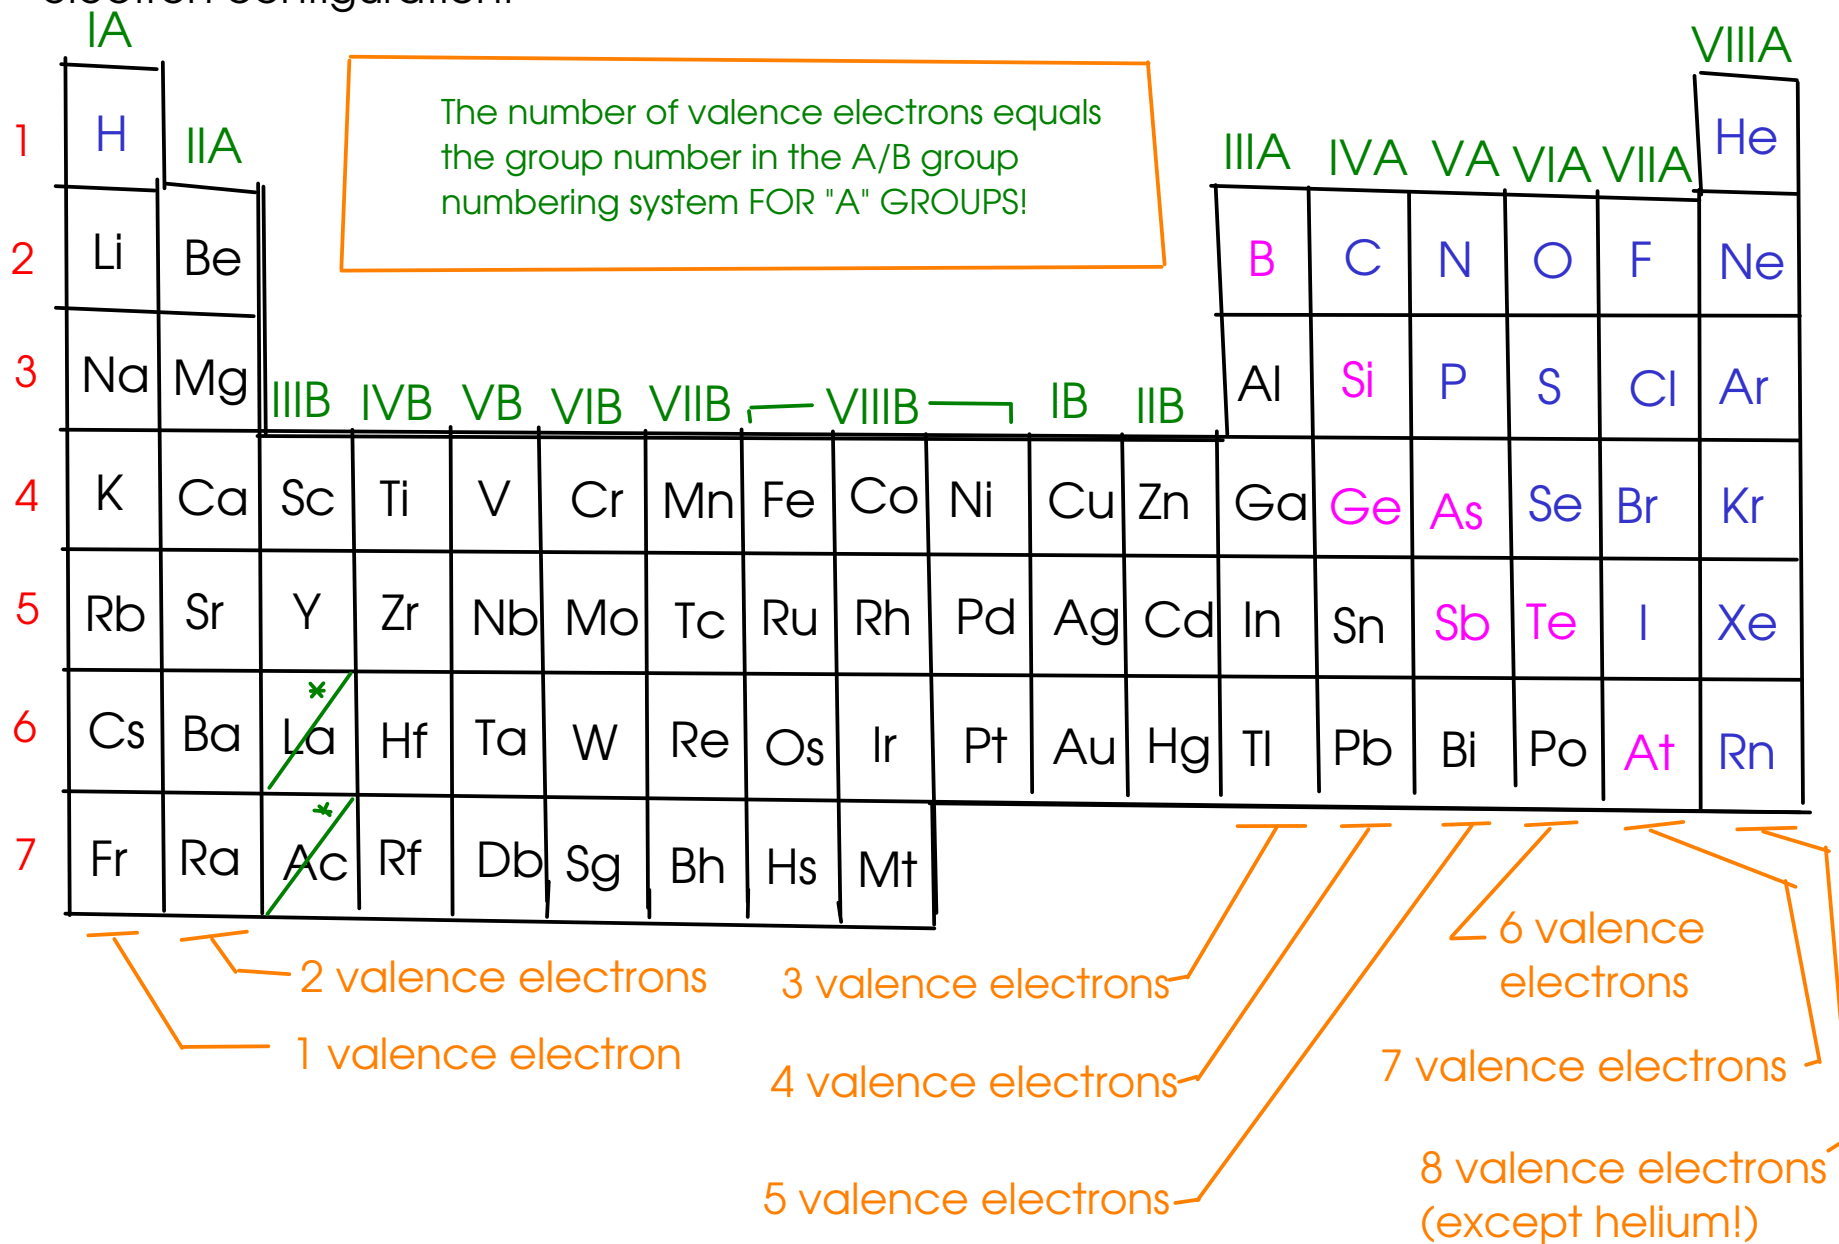 electron configuration.
IA
VIIIA
The number of valence electrons equals
the group number in the A/B group
numbering system FOR "A" GROUPS!
1 H IIA IIIA IVA VA VIA VIIA He
2 Li Be B C N O F Ne
3 Na Mg Al Si P S Cl Ar
IIIB IVB VB VIB VIIB VIIIB IB IIB
4 K Ca Sc Ti V Cr Mn Fe Co Ni Cu Zn Ga Ge As Se Br Kr
5 Rb Sr Y Zr Nb Mo Tc Ru Rh Pd Ag Cd In Sn Sb Te I Xe
* 
6 Cs Ba La Hf Ta W Re Os Ir Pt Au Hg Tl Pb Bi Po At Rn
*
7 Fr Ra Ac Rf Db Sg Bh Hs Mt
2 valence electrons
1 valence electron
3 valence electrons
4 valence electrons
5 valence electrons
6 valence
electrons
7 valence electrons
8 valence electrons
(except helium!)